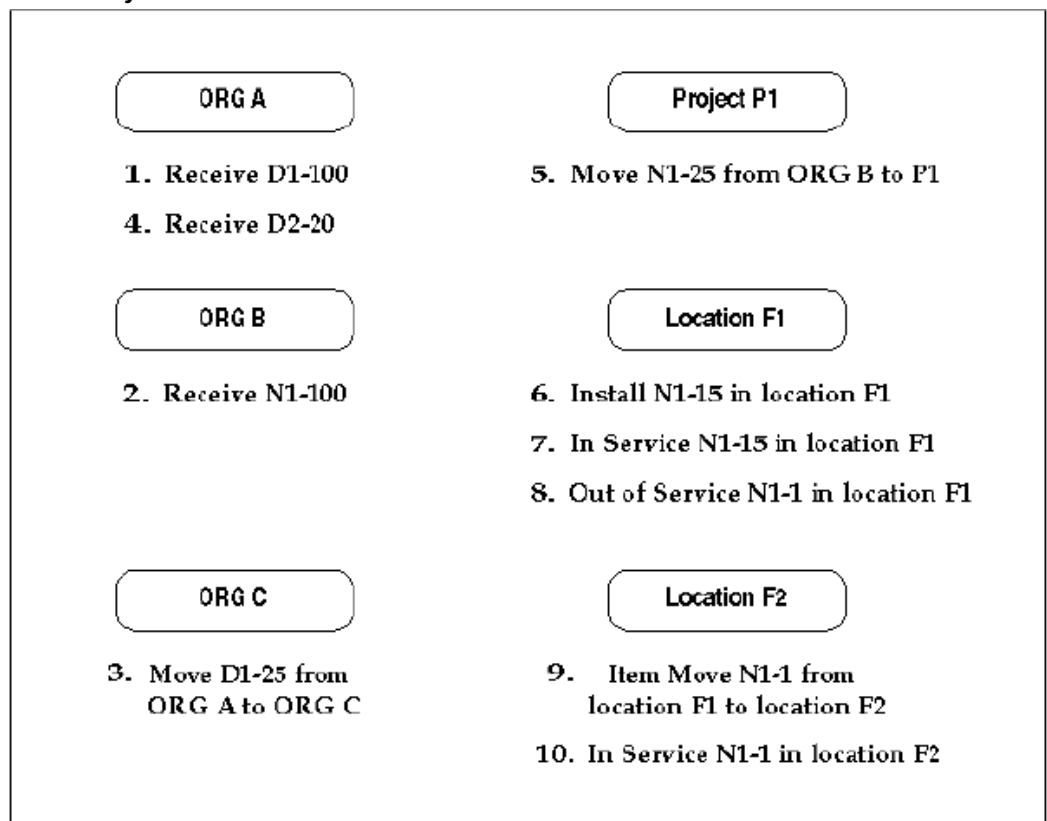 ORG A
1. Receive D1-100
4. Receive D2-20
ORG B
2. Receive N1-100
ORG C
3. Move D1-25 from
ORG A to ORG C
Project P1
5. Move N1-25 from ORG B to P1
Location F1
6. Install N1-15 in location F1
7. In Service N1-15 in location F1
8. Out of Service N1-1 in location F1
Location F2
9. Item Move N1-1 from
location F1 to location F2
10. In Service N1-1 in location F2